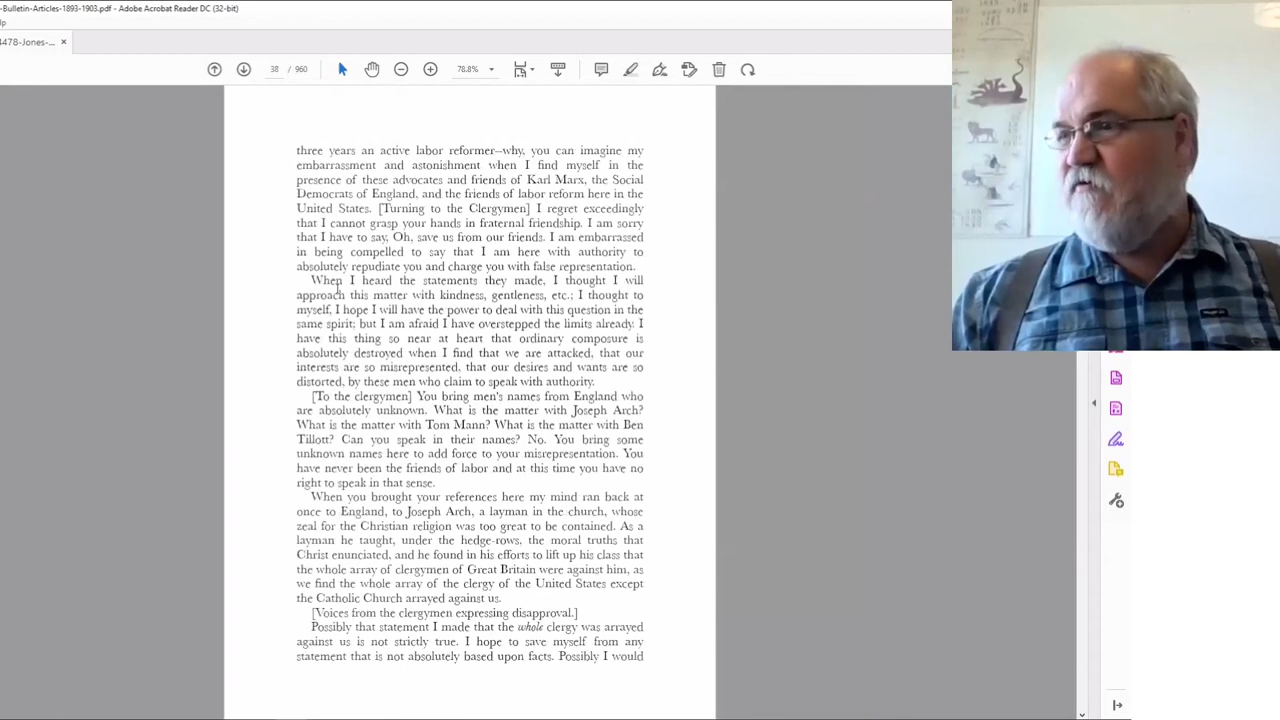 -Bulletin-Articles-1893-1903.pdf - Adobe Acrobat Reader DC (32-bit)
lp
4478-Jones-... ×
38 / 960 78.8%
three years an active labor reformer—why, you can imagine my
embarrassment and astonishment when I find myself in the
presence of these advocates and friends of Karl Marx, the Social
Democrats of England, and the friends of labor reform here in the
United States. [Turning to the Clergymen] I regret exceedingly
that I cannot grasp your hands in fraternal friendship. I am sorry
that I have to say, Oh, save us from our friends. I am embarrassed
in being compelled to say that I am here with authority to
absolutely repudiate you and charge you with false representation.
When I heard the statements they made, I thought I will
approach this matter with kindness, gentleness, etc.; I thought to
myself, I hope I will have the power to deal with this question in the
same spirit; but I am afraid I have overstepped the limits already. I
have this thing so near at heart that ordinary composure is
absolutely destroyed when I find that we are attacked, that our
interests are so misrepresented, that our desires and wants are so
distorted, by these men who claim to speak with authority.
[To the clergymen] You bring men's names from England who
are absolutely unknown. What is the matter with Joseph Arch?
What is the matter with Tom Mann? What is the matter with Ben
Tillott? Can you speak in their names? No. You bring some
unknown names here to add force to your misrepresentation. You
have never been the friends of labor and at this time you have no
right to speak in that sense.
When you brought your references here my mind ran back at
once to England, to Joseph Arch, a layman in the church, whose
zeal for the Christian religion was too great to be contained. As a
layman he taught, under the hedge-rows, the moral truths that
Christ enunciated, and he found in his efforts to lift up his class that
the whole array of clergymen of Great Britain were against him, as
we find the whole array of the clergy of the United States except
the Catholic Church arrayed against us.
[Voices from the clergymen expressing disapproval.]
Possibly that statement I made that the whole clergy was arrayed
against us is not strictly true. I hope to save myself from any
statement that is not absolutely based upon facts. Possibly I would